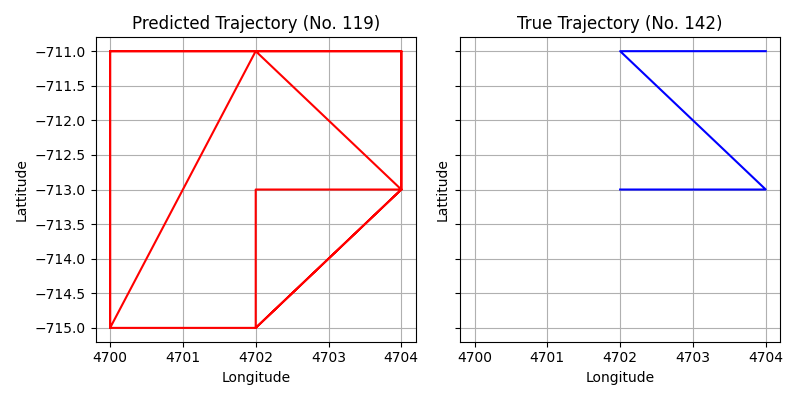 Predicted Trajectory (No. 119)
Lattitude
−711.0
−711.5
−712.0
−712.5
−713.0
−713.5
−714.0
−714.5
−715.0
4700 4701 4702 4703 4704
Longitude
True Trajectory (No. 142)
Lattitude
4700 4701 4702 4703 4704
Longitude